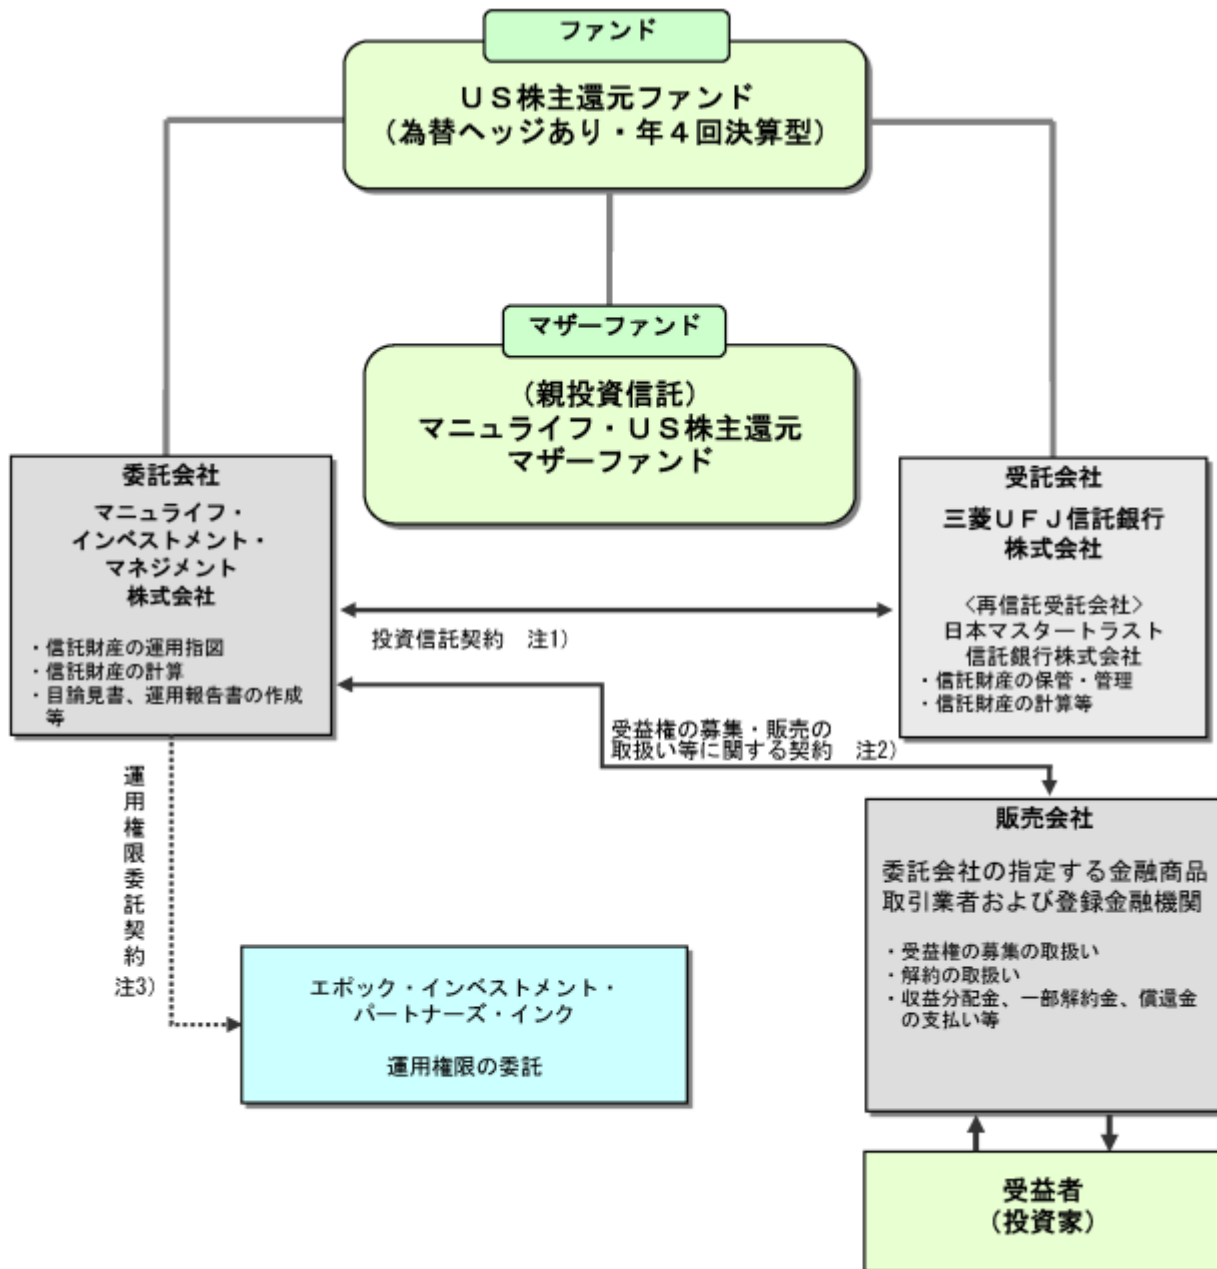 ファンド
US株主還元ファンド
(為替ヘッジあり・年4回決算型)
マザーファンド
(親投資信託)
マニュライフ・US株主還元
マザーファンド
委託会社
マニュライフ・
インベストメント・
マネジメント
株式会社
・信託財産の運用指図
・信託財産の計算
・目論見書、運用報告書の作成
等
受託会社
三菱UFJ信託銀行
株式会社
<再信託受託会社>
日本マスタートラスト
信託銀行株式会社
・信託財産の保管・管理
・信託財産の計算等
投資信託契約 注1)
受益権の募集・販売の
取扱い等に関する契約 注2)
運用権限委託契約
注3)
エポック・インベストメント・
パートナーズ・インク
運用権限の委託
販売会社
委託会社の指定する金融商品
取引業者および登録金融機関
・受益権の募集の取扱い
・解約の取扱い
・収益分配金、一部解約金、償還金
の支払い等
受益者
(投資家)